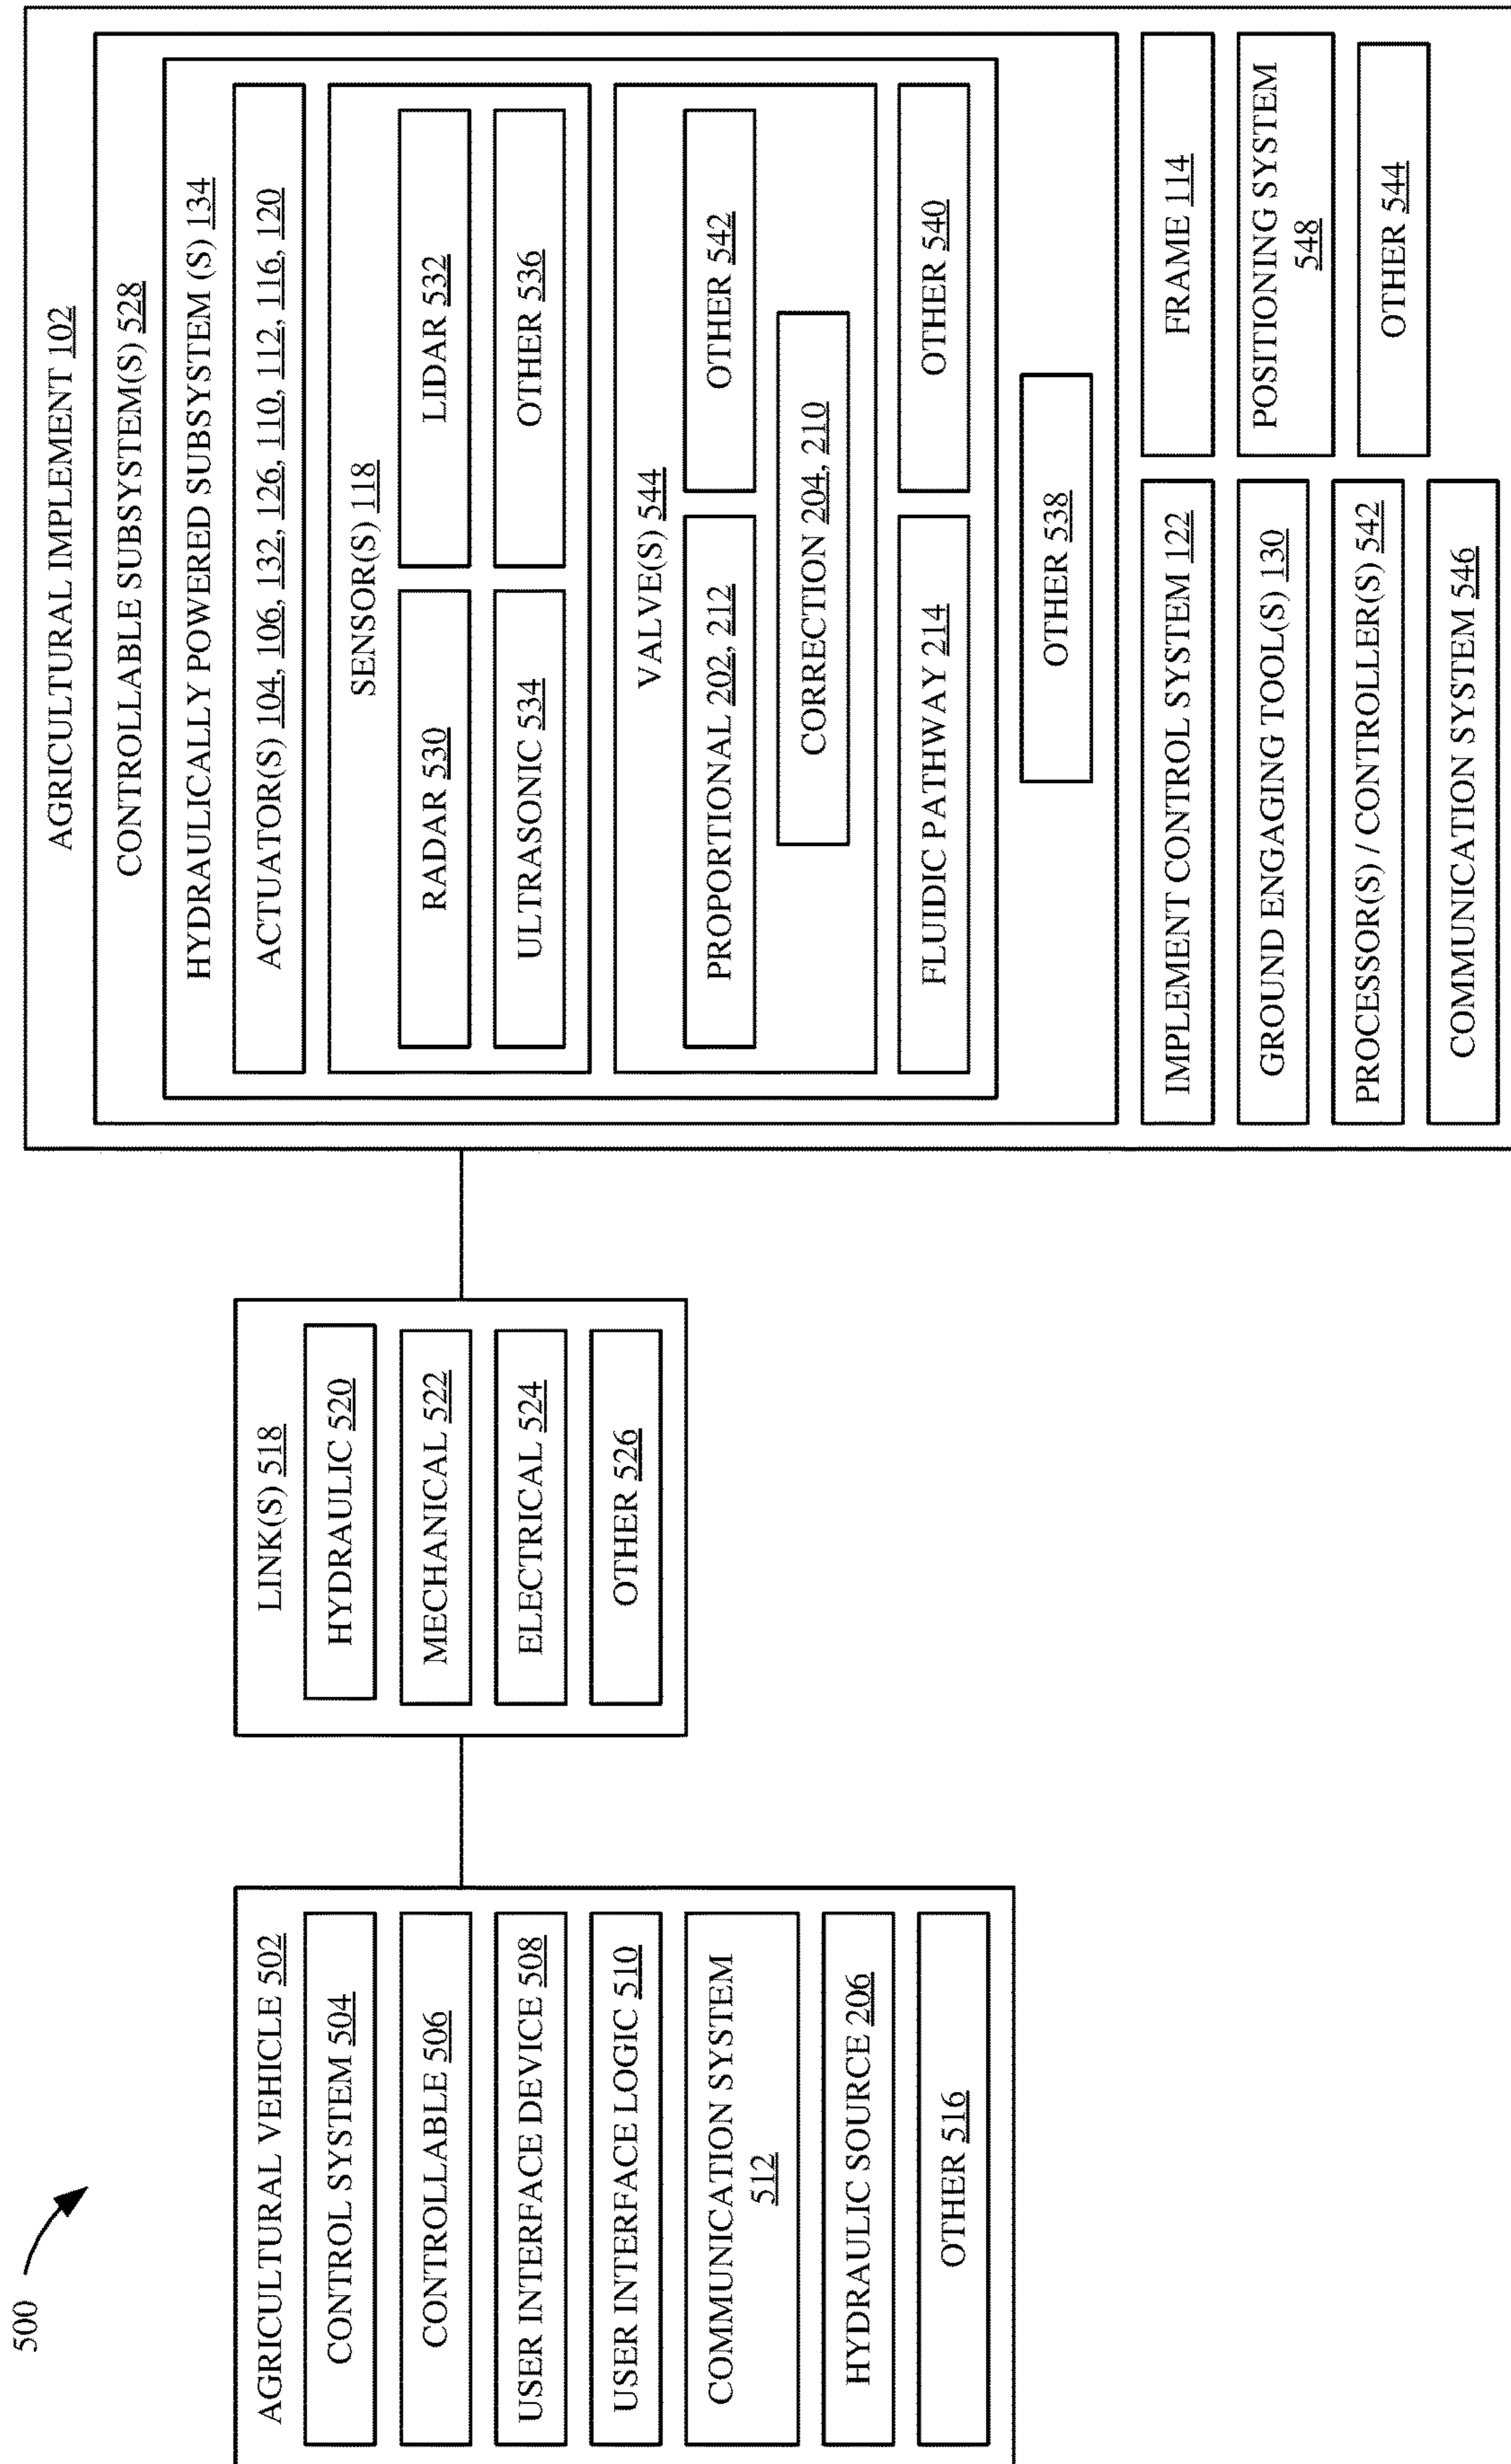 500
AGRICULTURAL VEHICLE 502
CONTROL SYSTEM 504
CONTROLLABLE 506
USER INTERFACE DEVICE 508
USER INTERFACE LOGIC 510
COMMUNICATION SYSTEM
512
HYDRAULIC SOURCE 206
OTHER 516
LINK(S) 518
HYDRAULIC 520
MECHANICAL 522
ELECTRICAL 524
OTHER 526
AGRICULTURAL IMPLEMENT 102
CONTROLLABLE SUBSYSTEM(S) 528
HYDRAULICALLY POWERED SUBSYSTEM (S) 134
ACTUATOR(S) 104, 106, 132, 126, 110, 112, 116, 120
SENSOR(S) 118
RADAR 530
LIDAR 532
ULTRASONIC 534
OTHER 536
VALVE(S) 544
PROPORTIONAL 202, 212
OTHER 542
CORRECTION 204, 210
FLUIDIC PATHWAY 214
OTHER 540
OTHER 538
IMPLEMENT CONTROL SYSTEM 122
FRAME 114
GROUND ENGAGING TOOL(S) 130
POSITIONING SYSTEM
548
PROCESSOR(S) / CONTROLLER(S) 542
OTHER 544
COMMUNICATION SYSTEM 546